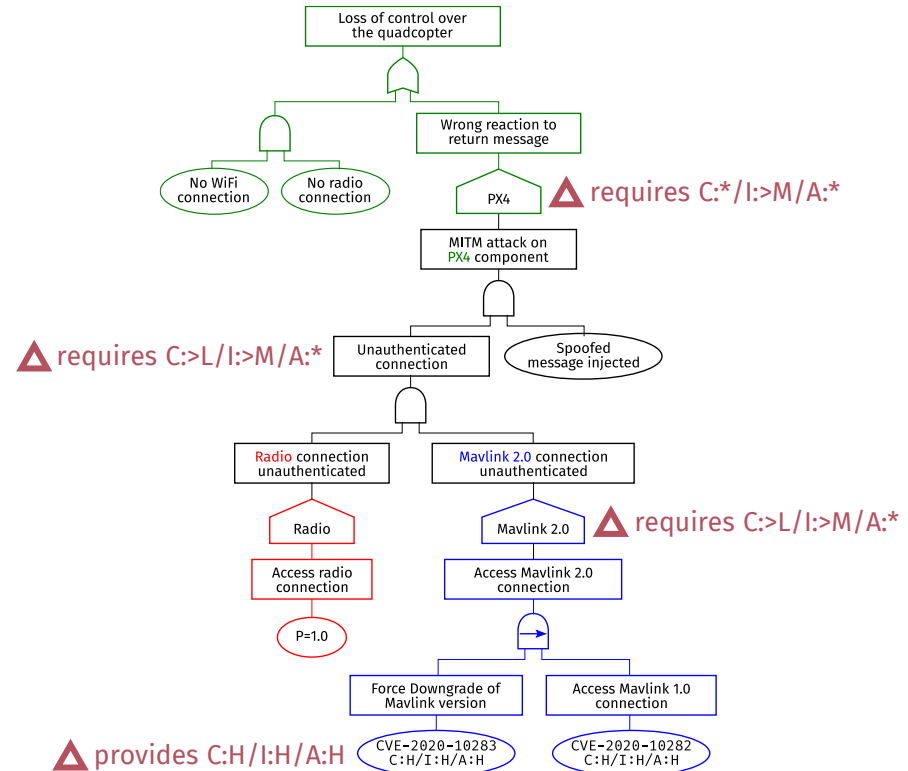 Loss of control over
the quadcopter
Wrong reaction to
return message
No WiFi
connection
No radio
connection
PX4
requires C:*/I:>M/A:*
MITM attack on
PX4 component
requires C:>L/I:>M/A:*
Unauthenticated
connection
Spoofed
message injected
Radio connection
unauthenticated
Mavlink 2.0 connection
unauthenticated
Radio
Mavlink 2.0
requires C:>L/I:>M/A:*
Access radio
connection
Access Mavlink 2.0
connection
P=1.0
Force Downgrade of
Mavlink version
Access Mavlink 1.0
connection
provides C:H/I:H/A:H
CVE-2020-10283
C:H/I:H/A:H
CVE-2020-10282
C:H/I:H/A:H